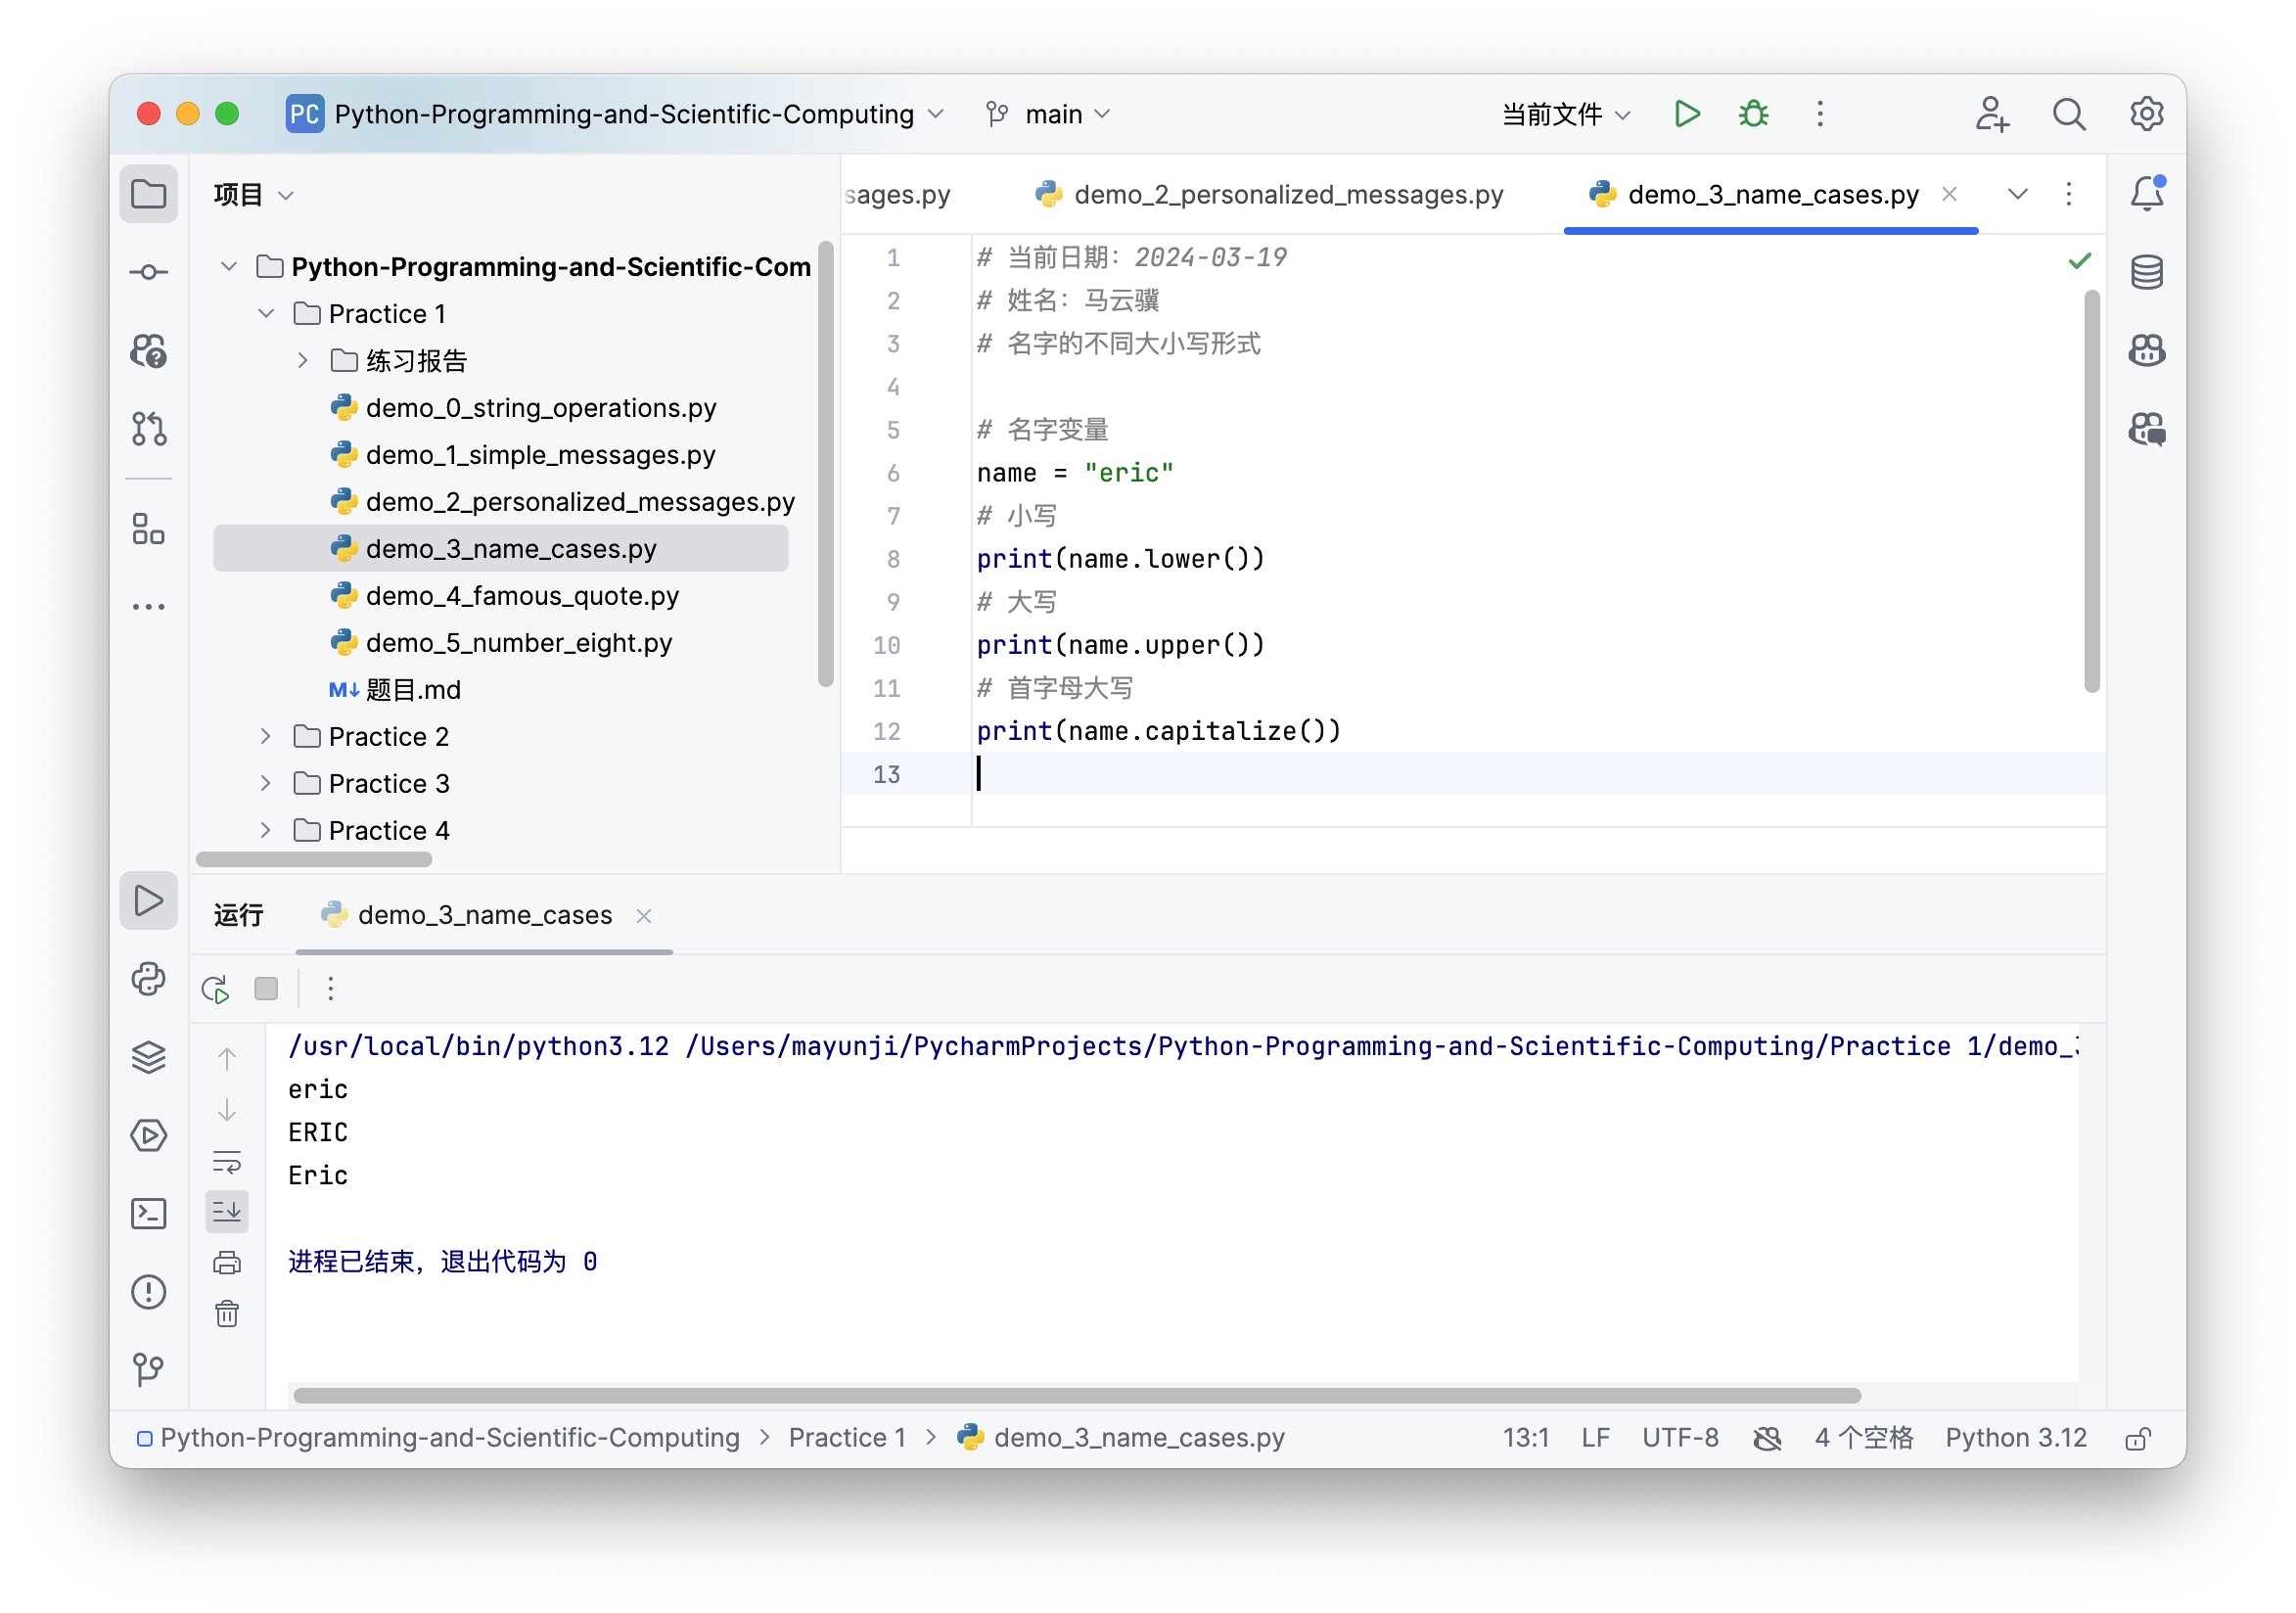 PC Python-Programming-and-Scientific-Computing main 当前文件
项目
sages.py demo_2_personalized_messages.py demo_3_name_cases.py
Python-Programming-and-Scientific-Com
Practice 1
练习报告
demo_0_string_operations.py
demo_1_simple_messages.py
demo_2_personalized_messages.py
demo_3_name_cases.py
demo_4_famous_quote.py
demo_5_number_eight.py
M↓ 题目.md
Practice 2
Practice 3
Practice 4
1 # 当前日期：2024-03-19
2 # 姓名：马云骥
3 # 名字的不同大小写形式
4
5 # 名字变量
6 name = "eric"
7 # 小写
8 print(name.lower())
9 # 大写
10 print(name.upper())
11 # 首字母大写
12 print(name.capitalize())
13
运行 demo_3_name_cases
/usr/local/bin/python3.12 /Users/mayunji/PycharmProjects/Python-Programming-and-Scientific-Computing/Practice 1/demo_3
eric
ERIC
Eric
进程已结束，退出代码为 0
Python-Programming-and-Scientific-Computing > Practice 1 > demo_3_name_cases.py 13:1 LF UTF-8 4 个空格 Python 3.12